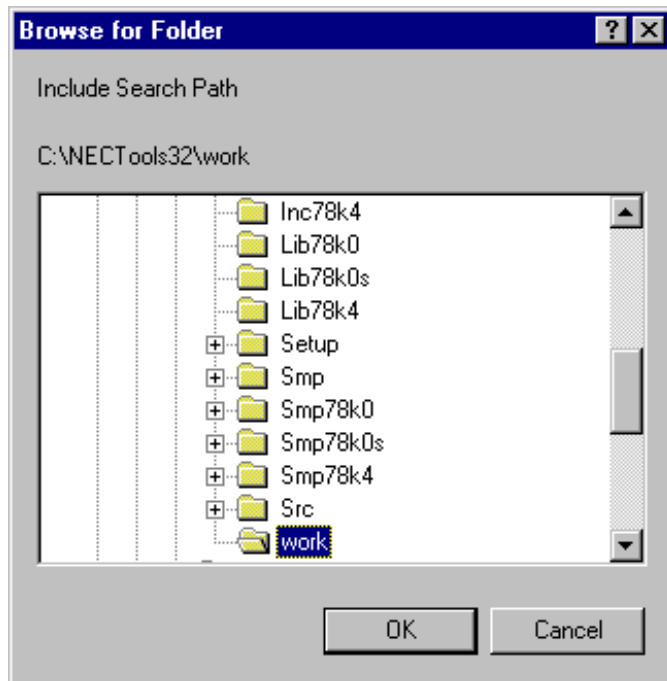 Browse for Folder
Include Search Path
C:\NECTools32\work
Inc78k4
Lib78k0
Lib78k0s
Lib78k4
Setup
Smp
Smp78k0
Smp78k0s
Smp78k4
Src
work
OK Cancel